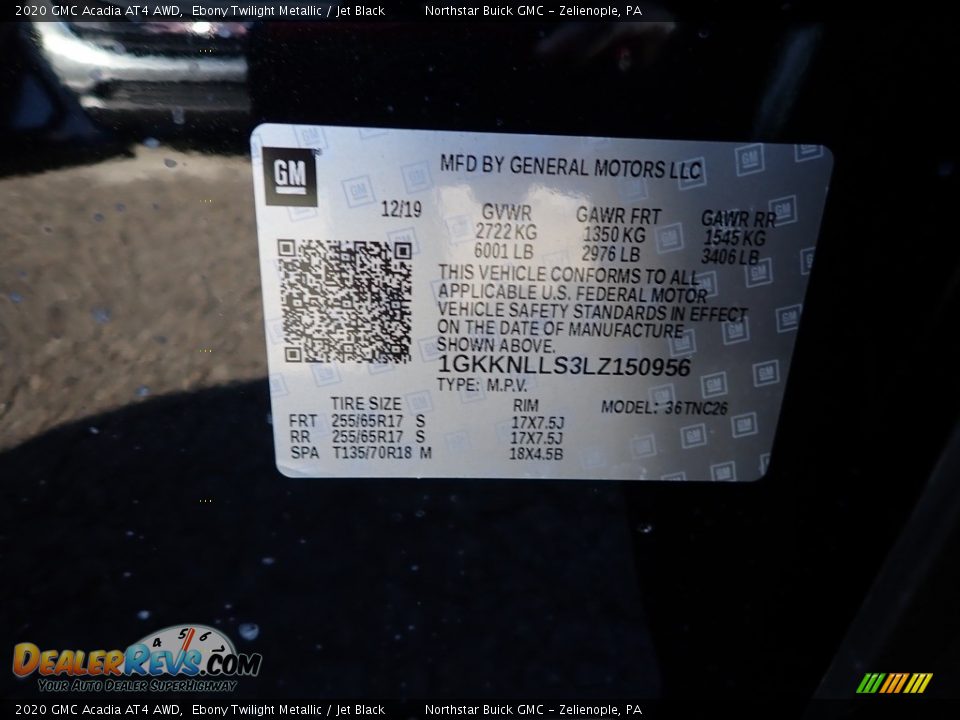 2020 GMC Acadia AT4 AWD, Ebony Twilight Metallic / Jet Black Northstar Buick GMC - Zelienople, PA
GM MFD BY GENERAL MOTORS LLC
12/19 GVWR GAWR FRT GAWR RR
2722 KG 1350 KG 1545 KG
6001 LB 2976 LB 3406 LB
THIS VEHICLE CONFORMS TO ALL
APPLICABLE U.S. FEDERAL MOTOR
VEHICLE SAFETY STANDARDS IN EFFECT
ON THE DATE OF MANUFACTURE
SHOWN ABOVE.
1GKKNLLS3LZ150956
TYPE: M.P.V.
TIRE SIZE RIM MODEL: 36TNC26
FRT 255/65R17 S 17X7.5J
RR 255/65R17 S 17X7.5J
SPA T135/70R18 M 18X4.5B
4 5 6
DEALERREVS.COM
Your Auto Dealer SuperHighway
2020 GMC Acadia AT4 AWD, Ebony Twilight Metallic / Jet Black Northstar Buick GMC - Zelienople, PA